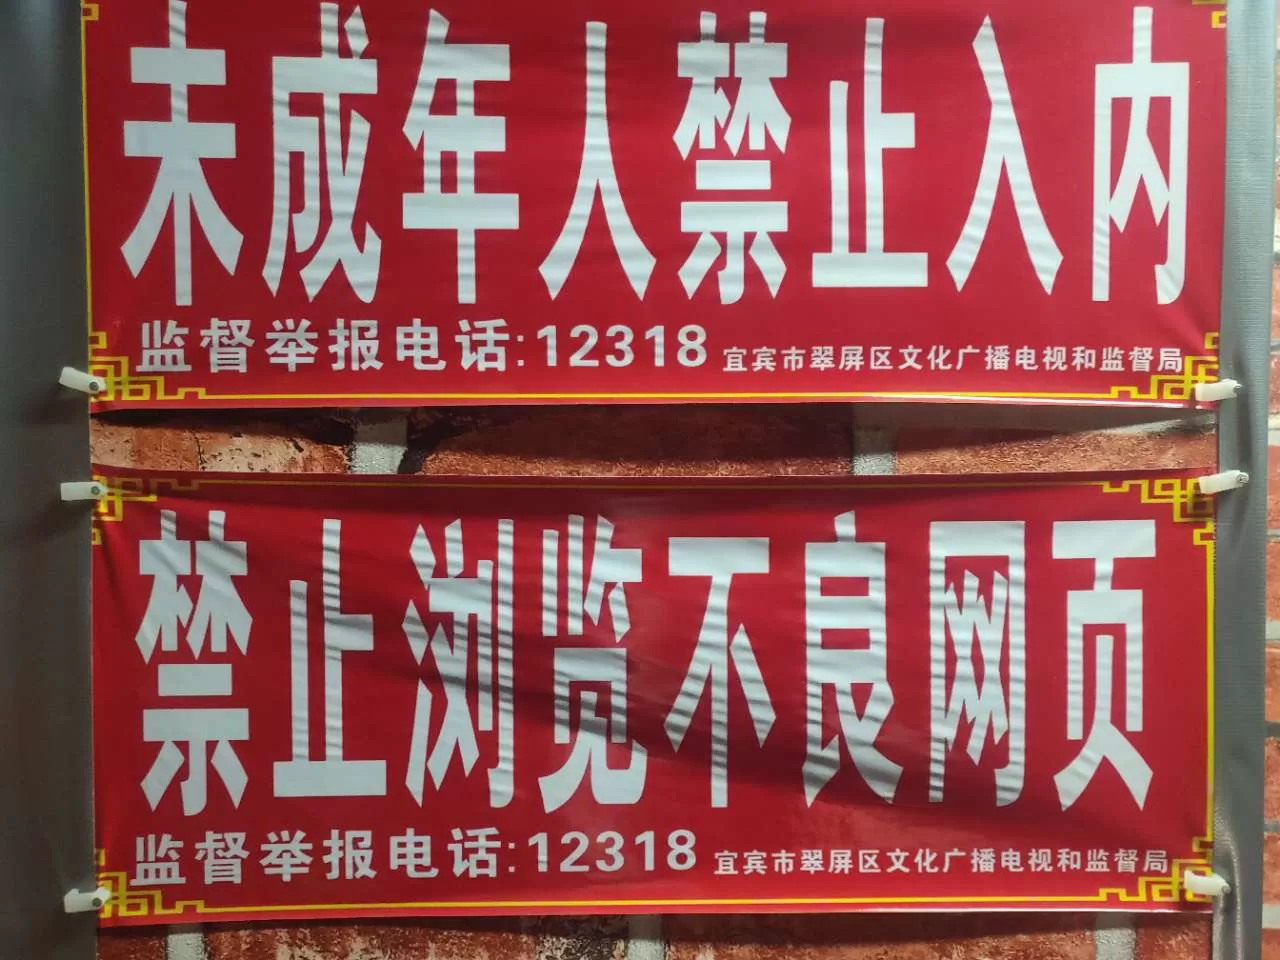 未成年人禁止入内
监督举报电话:12318 宜宾市翠屏区文化广播电视和监督局
禁止浏览不良网页
监督举报电话:12318 宜宾市翠屏区文化广播电视和监督局